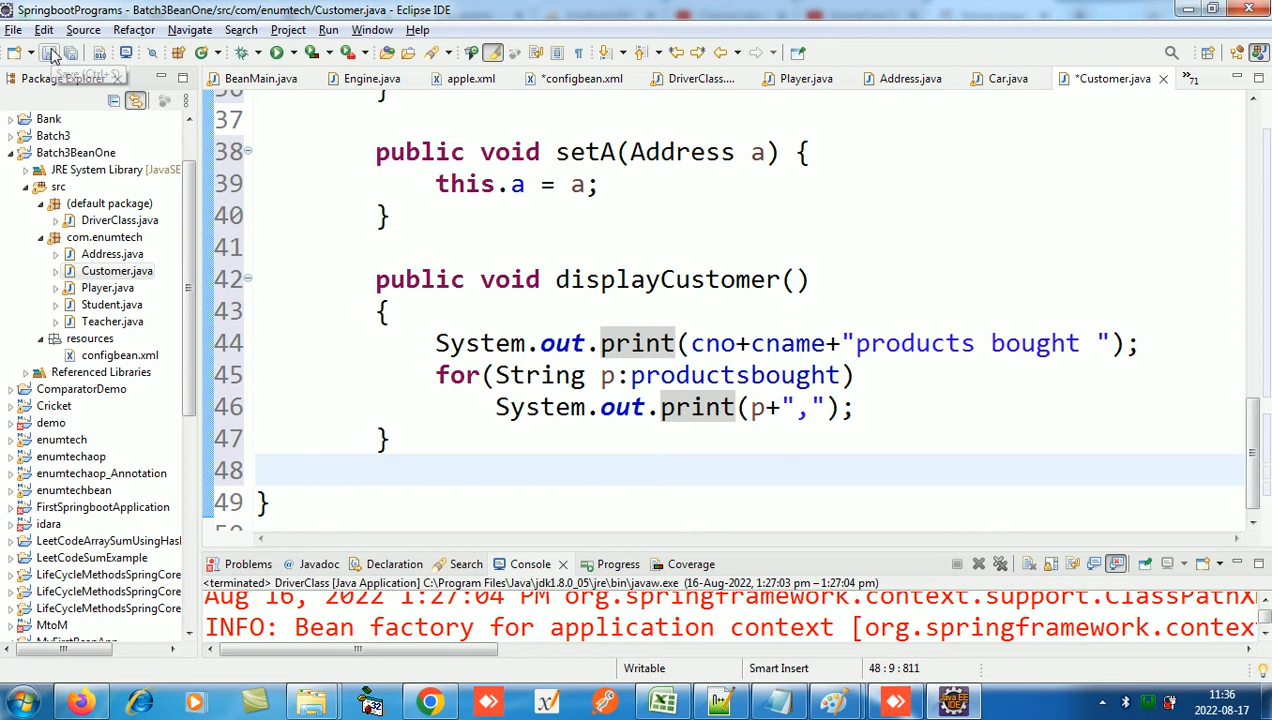 SpringbootPrograms - Batch3BeanOne/src/com/enumtech/Customer.java - Eclipse IDE
File Edit Source Refactor Navigate Search Project Run Window Help
Save (Ctrl+S)
Package Explorer
BeanMain.java Engine.java apple.xml *configbean.xml DriverClass.... Player.java Address.java Car.java *Customer.java 71
Bank
Batch3
Batch3BeanOne
JRE System Library [JavaSE
src
(default package)
DriverClass.java
com.enumtech
Address.java
Customer.java
Player.java
Student.java
Teacher.java
resources
configbean.xml
Referenced Libraries
ComparatorDemo
Cricket
demo
enumtech
enumtechaop
enumtechaop_Annotation
enumtechbean
FirstSpringbootApplication
idara
LeetCodeArraySumUsingHas
LeetCodeSumExample
LifeCycleMethodsSpringCore
LifeCycleMethodsSpringCore
LifeCycleMethodsSpringCore
MtoM
MyFirstBeanApp
36 }
37
38 public void setA(Address a) {
39 this.a = a;
40 }
41
42 public void displayCustomer()
43 {
44 System.out.print(cno+cname+"products bought ");
45 for(String p:productsbought)
46 System.out.print(p+",");
47 }
48
49 }
50
Problems Javadoc Declaration Search Console Progress Coverage
<terminated> DriverClass [Java Application] C:\Program Files\Java\jdk1.8.0_05\jre\bin\javaw.exe (16-Aug-2022, 1:27:03 PM – 1:27:04 PM)
Aug 16, 2022 1:27:04 PM org.springframework.context.support.ClassPathX
INFO: Bean factory for application context [org.springframework.contex
Writable Smart Insert 48 : 9 : 811
11:36
2022-08-17